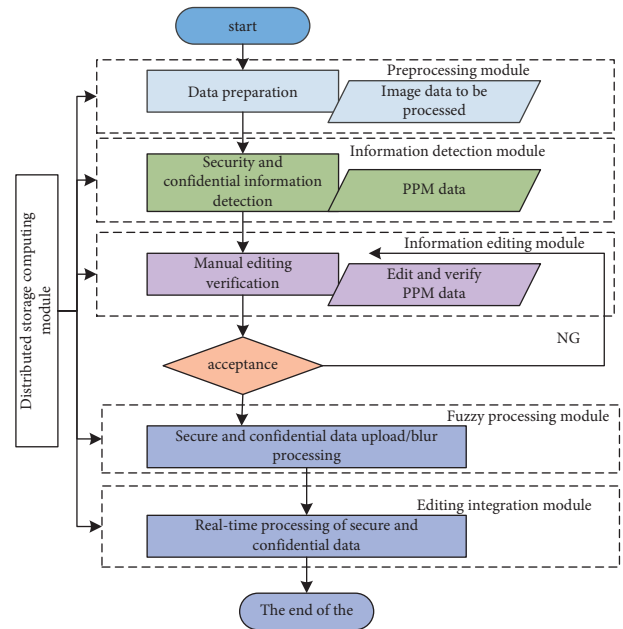 start
Preprocessing module
Data preparation
Image data to be
processed
Information detection module
Security and
confidential information
detection
PPM data
Distributed storage computing
module
Information editing module
Manual editing
verification
Edit and verify
PPM data
NG
acceptance
Fuzzy processing module
Secure and confidential data upload/blur
processing
Editing integration module
Real-time processing of secure and
confidential data
The end of the